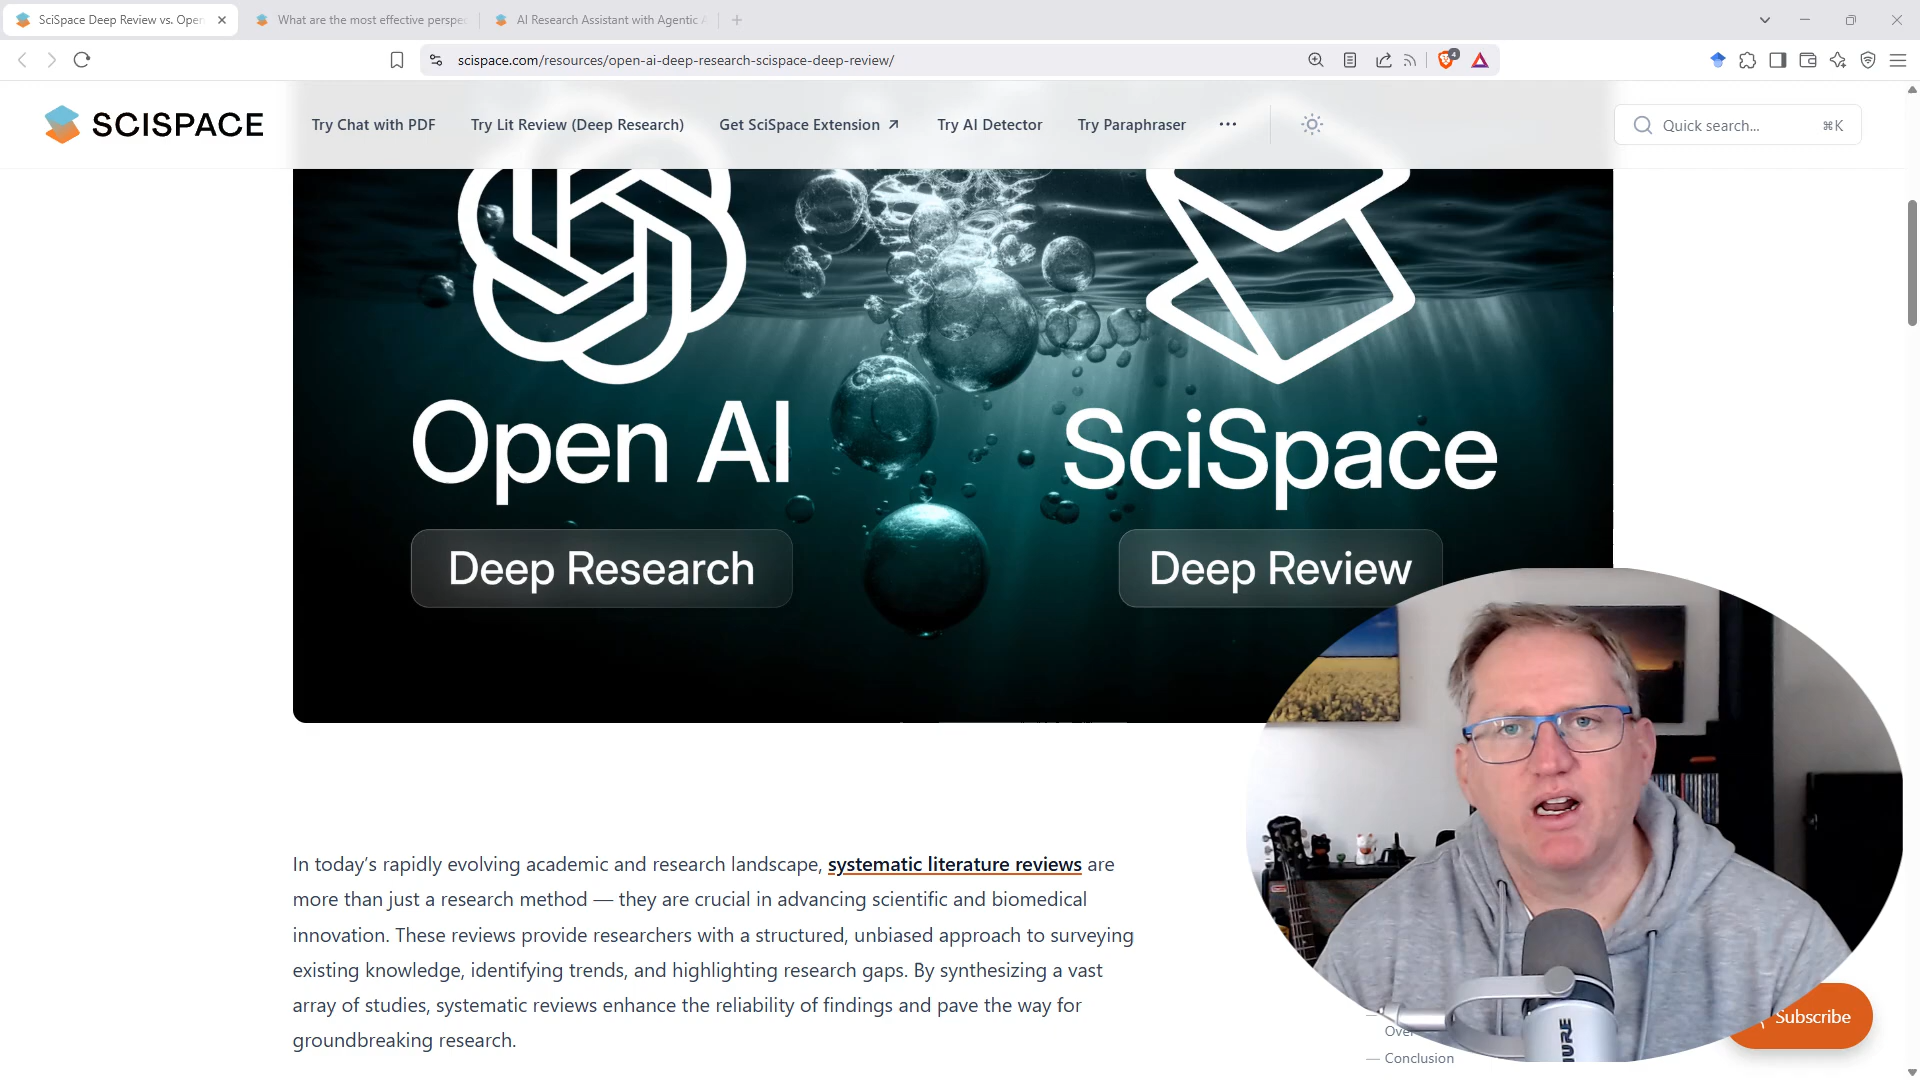 SciSpace Deep Review vs. Open
What are the most effective perspec
AI Research Assistant with Agentic A
scispace.com/resources/open-ai-deep-research-scispace-deep-review/
4
SCISPACE
Try Chat with PDF
Try Lit Review (Deep Research)
Get SciSpace Extension
Try AI Detector
Try Paraphraser
Quick search...
⌘K
Open AI
SciSpace
Deep Research
Deep Review
In today’s rapidly evolving academic and research landscape, systematic literature reviews are
more than just a research method — they are crucial in advancing scientific and biomedical
innovation. These reviews provide researchers with a structured, unbiased approach to surveying
existing knowledge, identifying trends, and highlighting research gaps. By synthesizing a vast
array of studies, systematic reviews enhance the reliability of findings and pave the way for
groundbreaking research.
— Conclusion
Subscribe